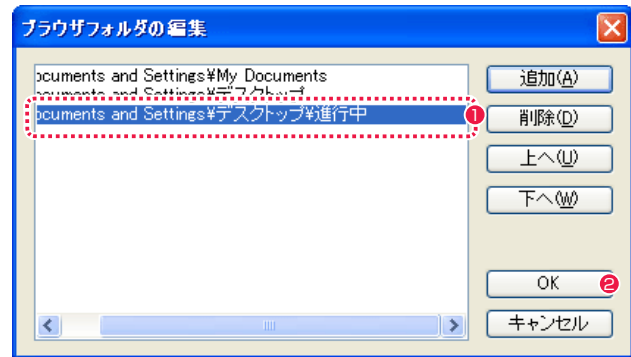 ブラウザフォルダの編集
ocuments and Settings¥My Documents
ocuments and Settings¥デスクトップ
ocuments and Settings¥デスクトップ¥進行中
1
追加(A)
削除(D)
上へ(U)
下へ(W)
OK
2
キャンセル